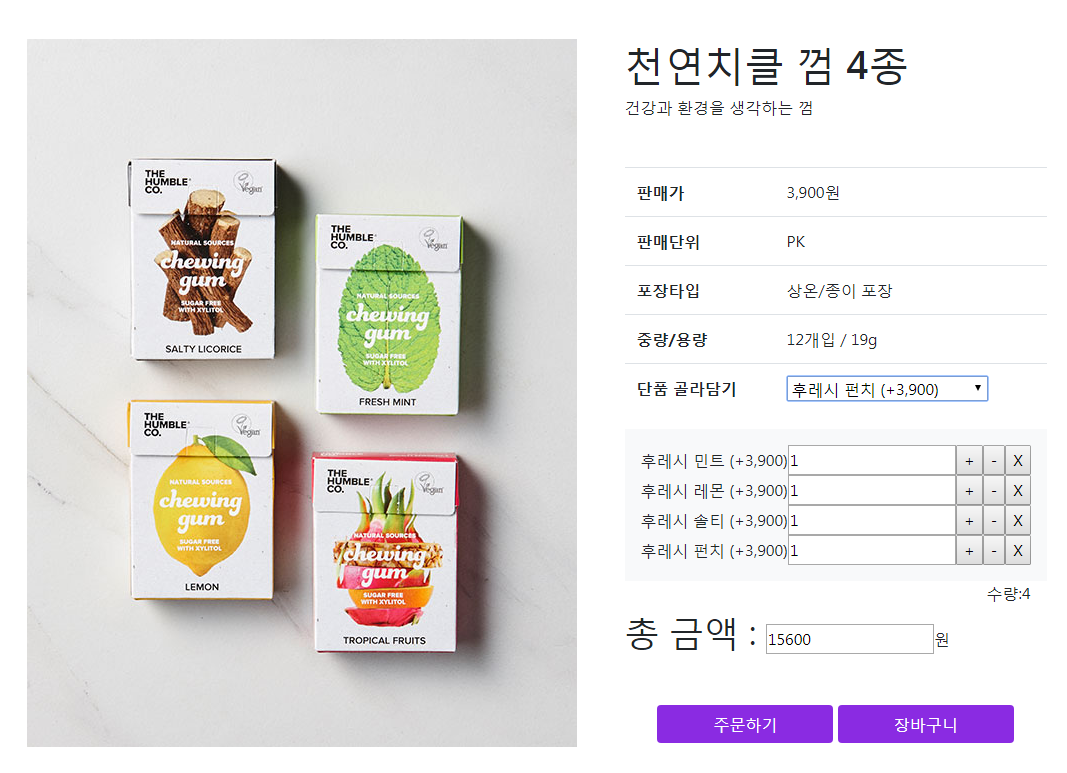 THE
HUMBLE
CO.
Vegan
NATURAL SOURCES
chewing
gum
SUGAR FREE
WITH XYLITOL
SALTY LICORICE
THE
HUMBLE
CO.
Vegan
NATURAL SOURCES
chewing
gum
SUGAR FREE
WITH XYLITOL
FRESH MINT
THE
HUMBLE
CO.
Vegan
NATURAL SOURCES
chewing
gum
SUGAR FREE
WITH XYLITOL
LEMON
THE
HUMBLE
CO.
Vegan
NATURAL SOURCES
chewing
gum
SUGAR FREE
WITH XYLITOL
TROPICAL FRUITS
천연치클 껌 4종
건강과 환경을 생각하는 껌
판매가 3,900원
판매단위 PK
포장타입 상온/종이 포장
중량/용량 12개입 / 19g
단품 골라담기 후레시 펀치 (+3,900)
후레시 민트 (+3,900) 1 + - X
후레시 레몬 (+3,900) 1 + - X
후레시 솔티 (+3,900) 1 + - X
후레시 펀치 (+3,900) 1 + - X
수량:4
총 금액 : 15600 원
주문하기 장바구니